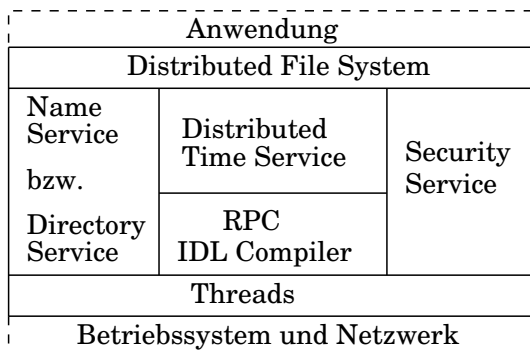 Anwendung
Distributed File System
Name
Service
bzw.
Directory
Service
Distributed
Time Service
RPC
IDL Compiler
Security
Service
Threads
Betriebssystem und Netzwerk